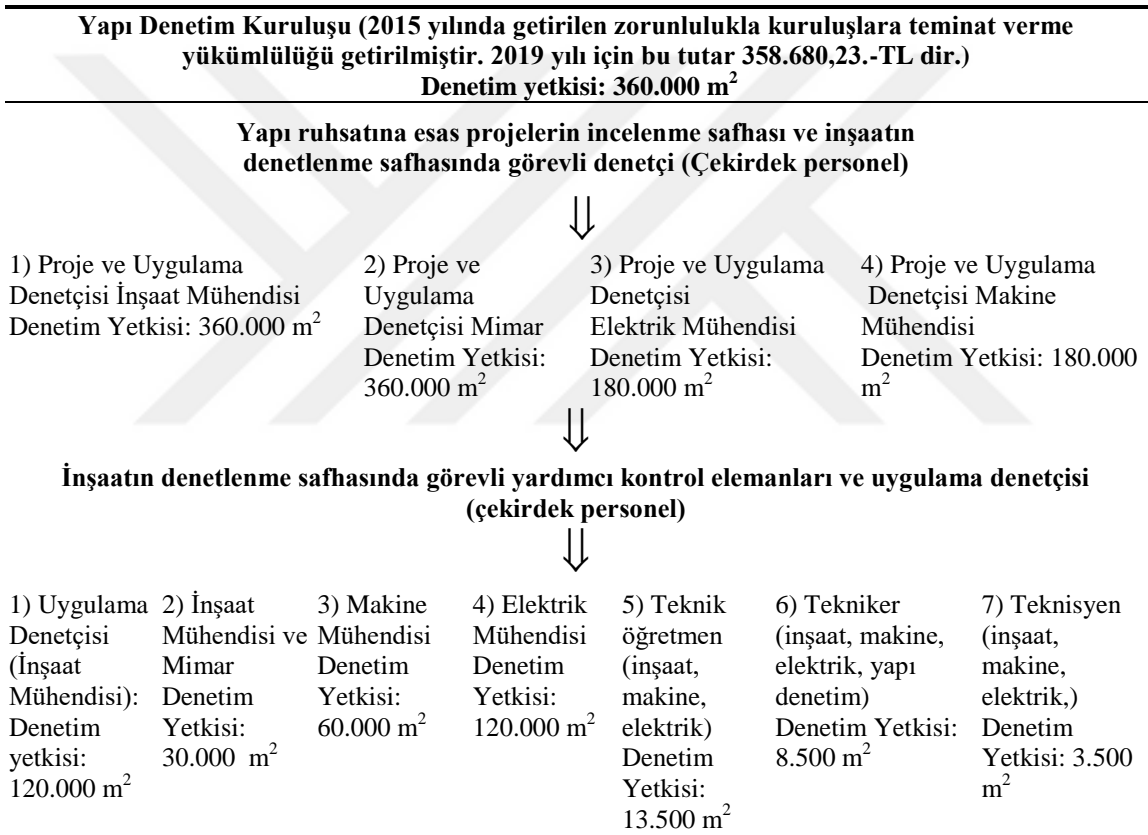 Yapı Denetim Kuruluşu (2015 yılında getirilen zorunlulukla kuruluşlara teminat verme
yükümlülüğü getirilmiştir. 2019 yılı için bu tutar 358.680,23.-TL dir.)
Denetim yetkisi: 360.000 m²
Yapı ruhsatına esas projelerin incelenme safhası ve inşaatın
denetlenme safhasında görevli denetçi (Çekirdek personel)
⇓
1) Proje ve Uygulama
Denetçisi İnşaat Mühendisi
Denetim Yetkisi: 360.000 m²
2) Proje ve
Uygulama
Denetçisi Mimar
Denetim Yetkisi:
360.000 m²
3) Proje ve Uygulama
Denetçisi
Elektrik Mühendisi
Denetim Yetkisi:
180.000 m²
4) Proje ve Uygulama
Denetçisi Makine
Mühendisi
Denetim Yetkisi: 180.000
m²
⇓
İnşaatın denetlenme safhasında görevli yardımcı kontrol elemanları ve uygulama denetçisi
(çekirdek personel)
⇓
1) Uygulama
Denetçisi
(İnşaat
Mühendisi):
Denetim
yetkisi:
120.000 m²
2) İnşaat
Mühendisi ve
Mimar
Denetim
Yetkisi:
30.000 m²
3) Makine
Mühendisi
Denetim
Yetkisi:
60.000 m²
4) Elektrik
Mühendisi
Denetim
Yetkisi:
120.000 m²
5) Teknik
öğretmen
(inşaat,
makine,
elektrik)
Denetim
Yetkisi:
13.500 m²
6) Tekniker
(inşaat, makine,
elektrik, yapı
denetim)
Denetim Yetkisi:
8.500 m²
7) Teknisyen
(inşaat,
makine,
elektrik,)
Denetim
Yetkisi: 3.500
m²